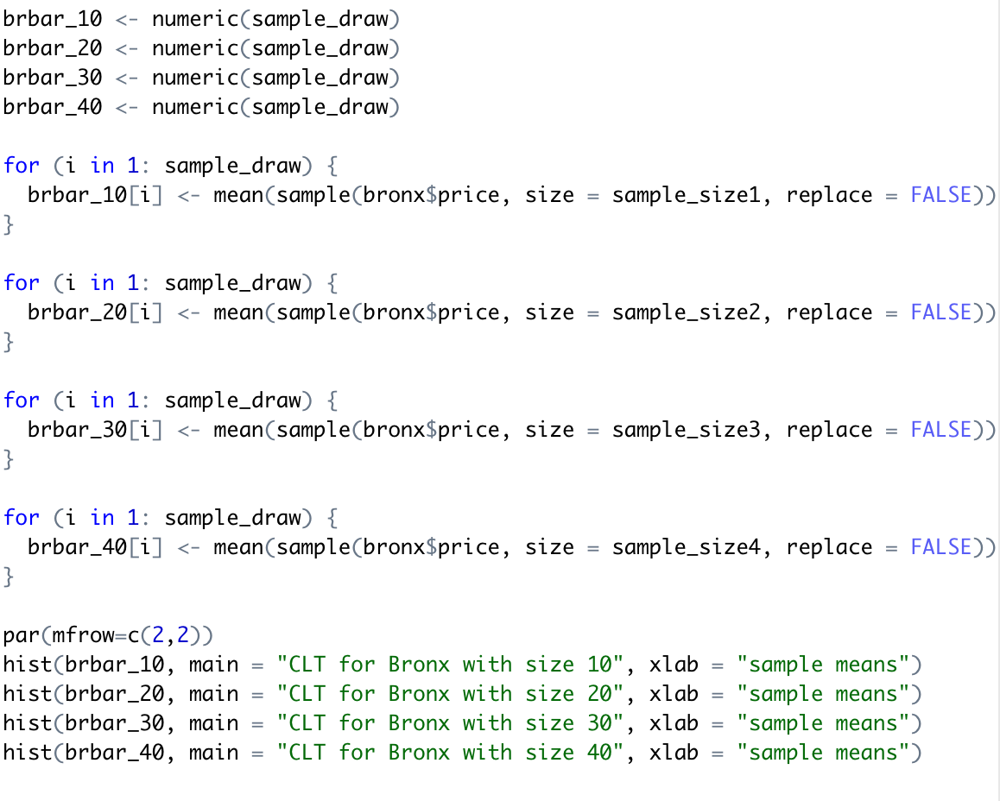 brbar_10 <- numeric(sample_draw)
brbar_20 <- numeric(sample_draw)
brbar_30 <- numeric(sample_draw)
brbar_40 <- numeric(sample_draw)

for (i in 1: sample_draw) {
  brbar_10[i] <- mean(sample(bronx$price, size = sample_size1, replace = FALSE))
}

for (i in 1: sample_draw) {
  brbar_20[i] <- mean(sample(bronx$price, size = sample_size2, replace = FALSE))
}

for (i in 1: sample_draw) {
  brbar_30[i] <- mean(sample(bronx$price, size = sample_size3, replace = FALSE))
}

for (i in 1: sample_draw) {
  brbar_40[i] <- mean(sample(bronx$price, size = sample_size4, replace = FALSE))
}

par(mfrow=c(2,2))
hist(brbar_10, main = "CLT for Bronx with size 10", xlab = "sample means")
hist(brbar_20, main = "CLT for Bronx with size 20", xlab = "sample means")
hist(brbar_30, main = "CLT for Bronx with size 30", xlab = "sample means")
hist(brbar_40, main = "CLT for Bronx with size 40", xlab = "sample means")